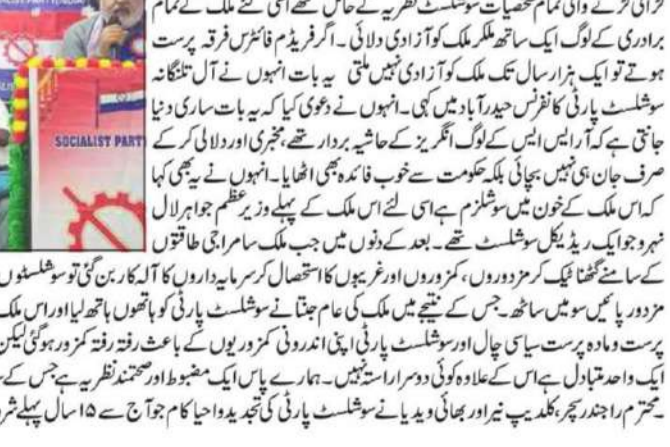 لڑائی لڑنے والی تمام شخصیات سوشلسٹ نظریہ کے حامل تھے اسی لئے ملک کے تمام
برادری کے لوگ ایک ساتھ ملکر ملک کو آزادی دلائی ۔ اگر فریڈم فائٹرس فرقہ پرست
ہوتے تو ایک ہزار سال تک ملک کو آزادی نہیں ملتی یہ بات انہوں نے آل تلنگانہ
سوشلسٹ پارٹی کانفرنس حیدرآباد میں کہی۔ انہوں نے دعوی کیا کہ یہ بات ساری دنیا
جانتی ہے کہ آر ایس ایس کے لوگ انگریز کے حاشیہ بردار تھے، مخبری اور دلالی کر کے
صرف جان ہی نہیں بچائی بلکہ حکومت سے خوب فائدہ بھی اٹھایا۔ انہوں نے یہ بھی کہا
کہ اس ملک کے خون میں سوشلزم ہے اسی لئے اس ملک کے پہلے وزیر عظم جواہر لال
نہرو جو ایک ریڈیکل سوشلسٹ تھے ۔ بعد کے دنوں میں جب ملک سامراجی طاقتوں
کے سامنے گھٹنا ٹیک کر مزدوروں ، کمزوروں اور غریبوں کا استحصال کر سرمایہ داروں کا آلہ کار بن گئی تو سوشلسٹوں
مزدور پائیں سو میں ساٹھ ۔ جس کے نتیجے میں ملک کی عام جنتا نے سوشلسٹ پارٹی کو ہاتھوں ہاتھ لیا اور اس ملک
پرست و مادہ پرست سیاسی چال اور سوشلسٹ پارٹی اپنی اندرونی کمزوریوں کے باعث رفتہ رفتہ کمزور ہوگئی لیکن
ایک واحد متبادل ہے اس کے علاوہ کوئی دوسرا راستہ نہیں ۔ ہمارے پاس ایک مضبوط اور صحتمند نظریہ ہے جس کے
۔ محترم راجندر سچر، کلدیپ نیر اور بھائی ویدیا نے سوشلسٹ پارٹی کی تجدید و احیا کا کام جو آج سے ۱۵ سال پہلے
SOCIALIST PARTY